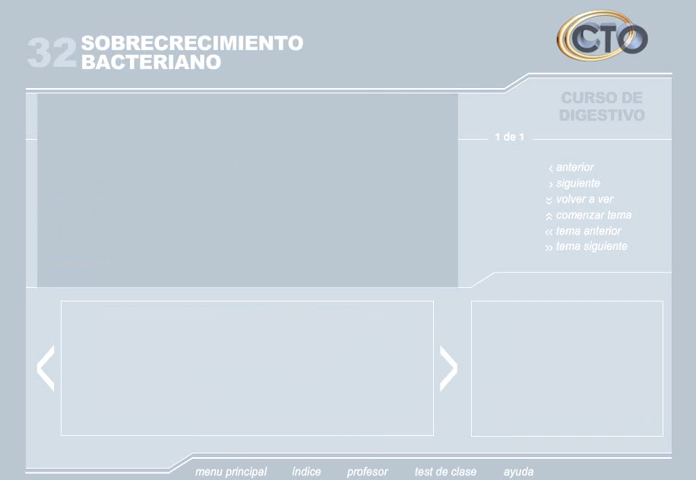 32 SOBRECRECIMIENTO
BACTERIANO
CTO
CURSO DE
DIGESTIVO
1 de 1
‹ anterior
› siguiente
volver a ver
comenzar tema
« tema anterior
» tema siguiente
menu principal índice profesor test de clase ayuda